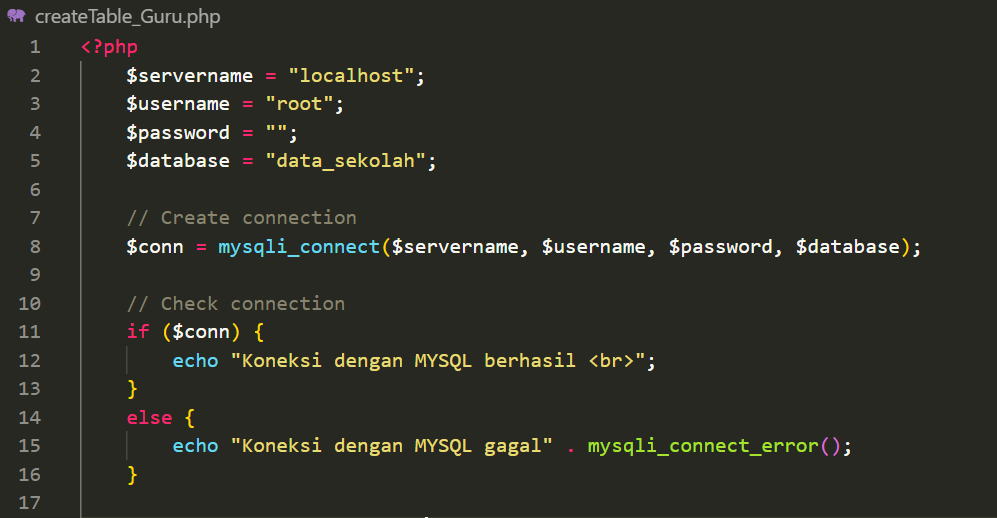 createTable_Guru.php
1 <?php
2 $servername = "localhost";
3 $username = "root";
4 $password = "";
5 $database = "data_sekolah";
6
7 // Create connection
8 $conn = mysqli_connect($servername, $username, $password, $database);
9
10 // Check connection
11 if ($conn) {
12 echo "Koneksi dengan MYSQL berhasil <br>";
13 }
14 else {
15 echo "Koneksi dengan MYSQL gagal" . mysqli_connect_error();
16 }
17